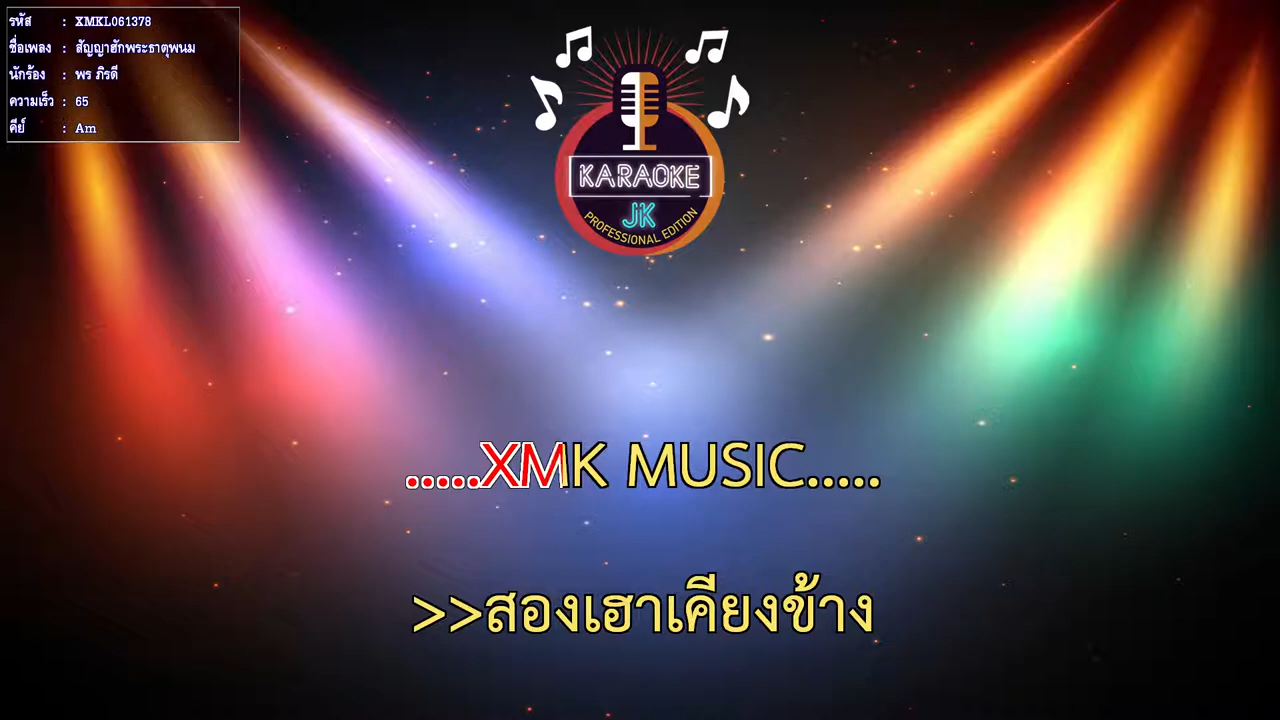 รหัส : XMKL061378
ชื่อเพลง : สัญญาฮักพระธาตุพนม
นักร้อง : พร ภิรดี
ความเร็ว : 65
คีย์ : Am
KARAOKE
JK
PROFESSIONAL EDITION
.....XMK MUSIC.....
>>สองเฮาเคียงข้าง